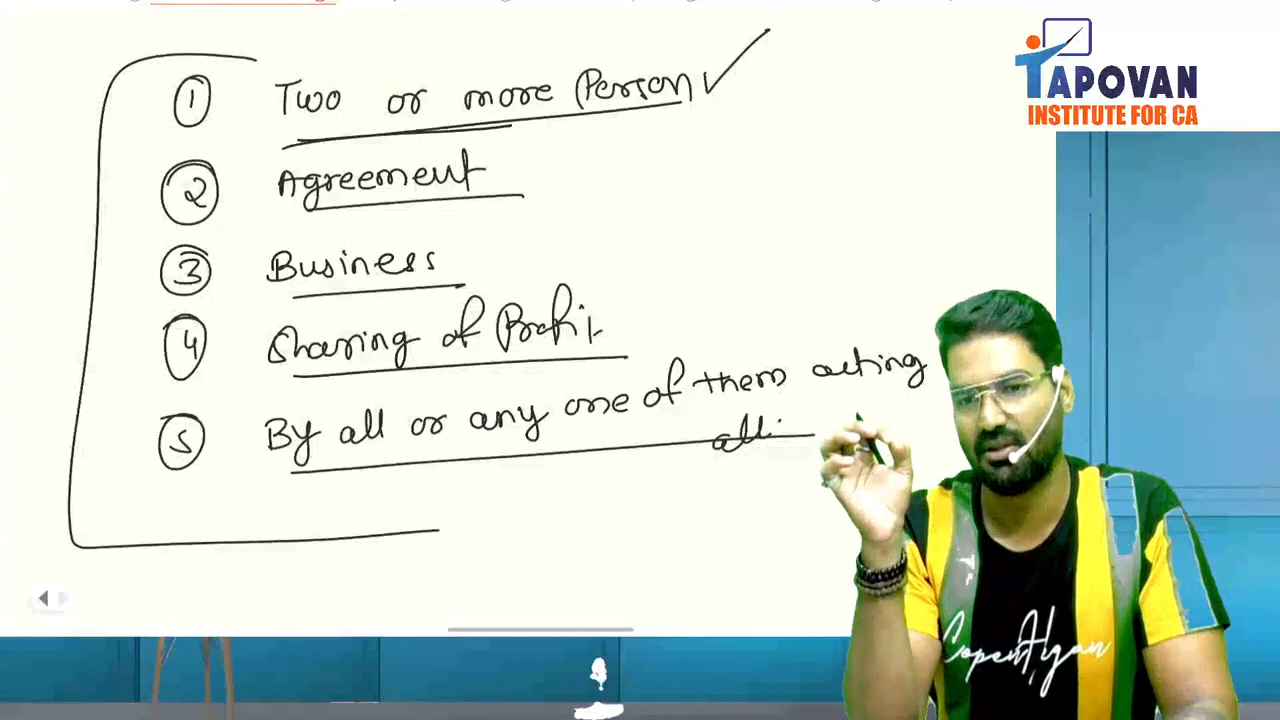 TAPOVAN
INSTITUTE FOR CA
1 Two or more Person
2 Agreement
3 Business
4 Sharing of Profit
5 By all or any one of them acting
all.
Copen